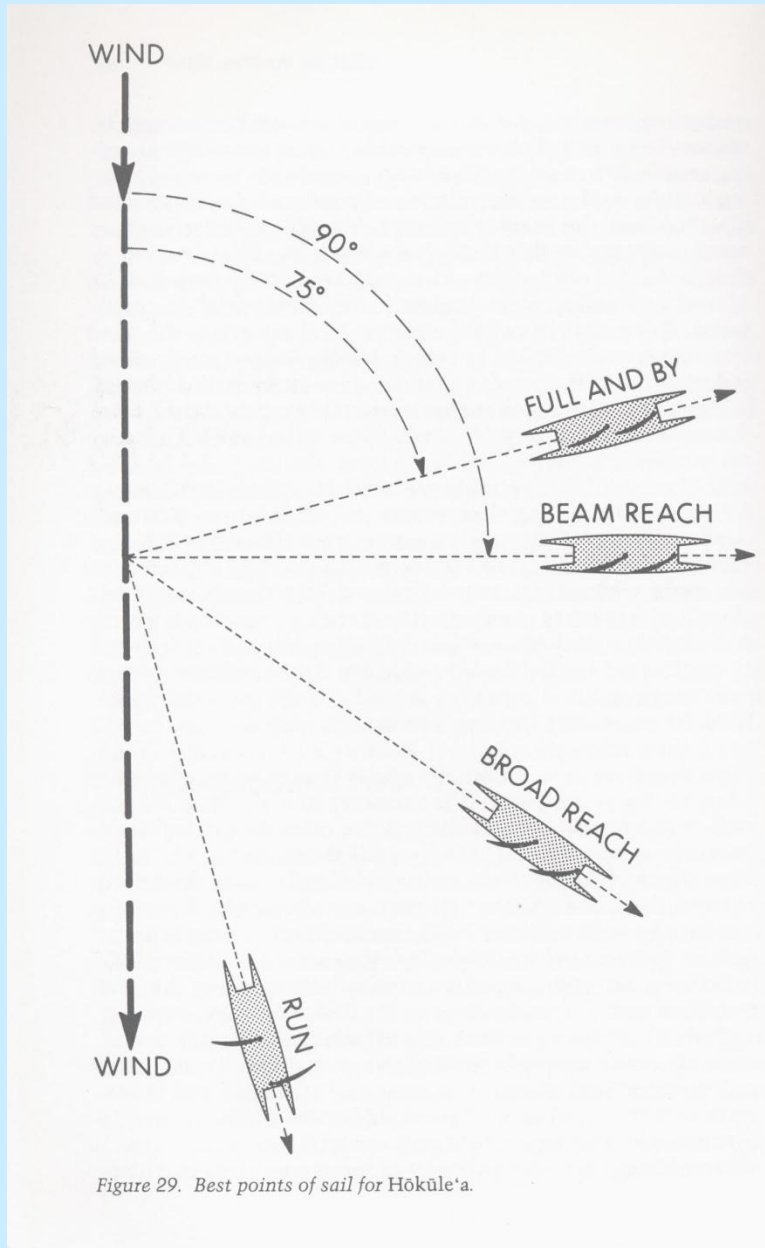 WIND
90°
75°
FULL AND BY
BEAM REACH
BROAD REACH
RUN
WIND
Figure 29. Best points of sail for Hōkūleʻa.